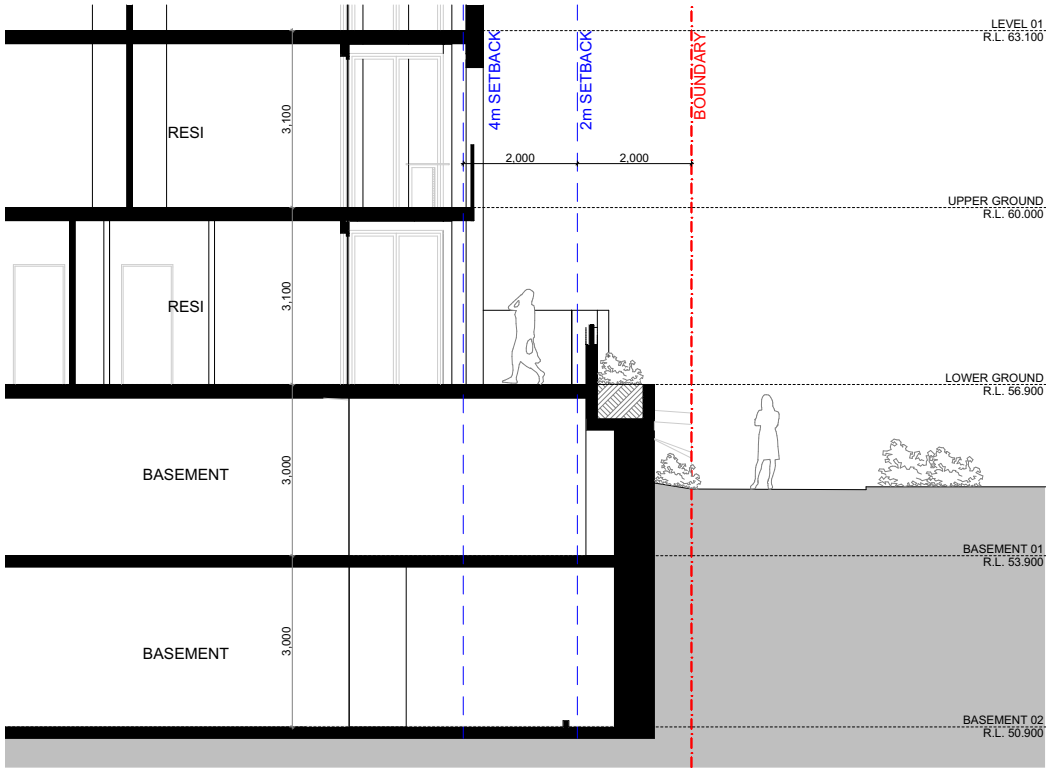 LEVEL 01
R.L. 63.100
4m SETBACK
2m SETBACK
BOUNDARY
3,100
RESI
2,000
2,000
UPPER GROUND
R.L. 60.000
3,100
RESI
LOWER GROUND
R.L. 56.900
3,000
BASEMENT
BASEMENT 01
R.L. 53.900
3,000
BASEMENT
BASEMENT 02
R.L. 50.900